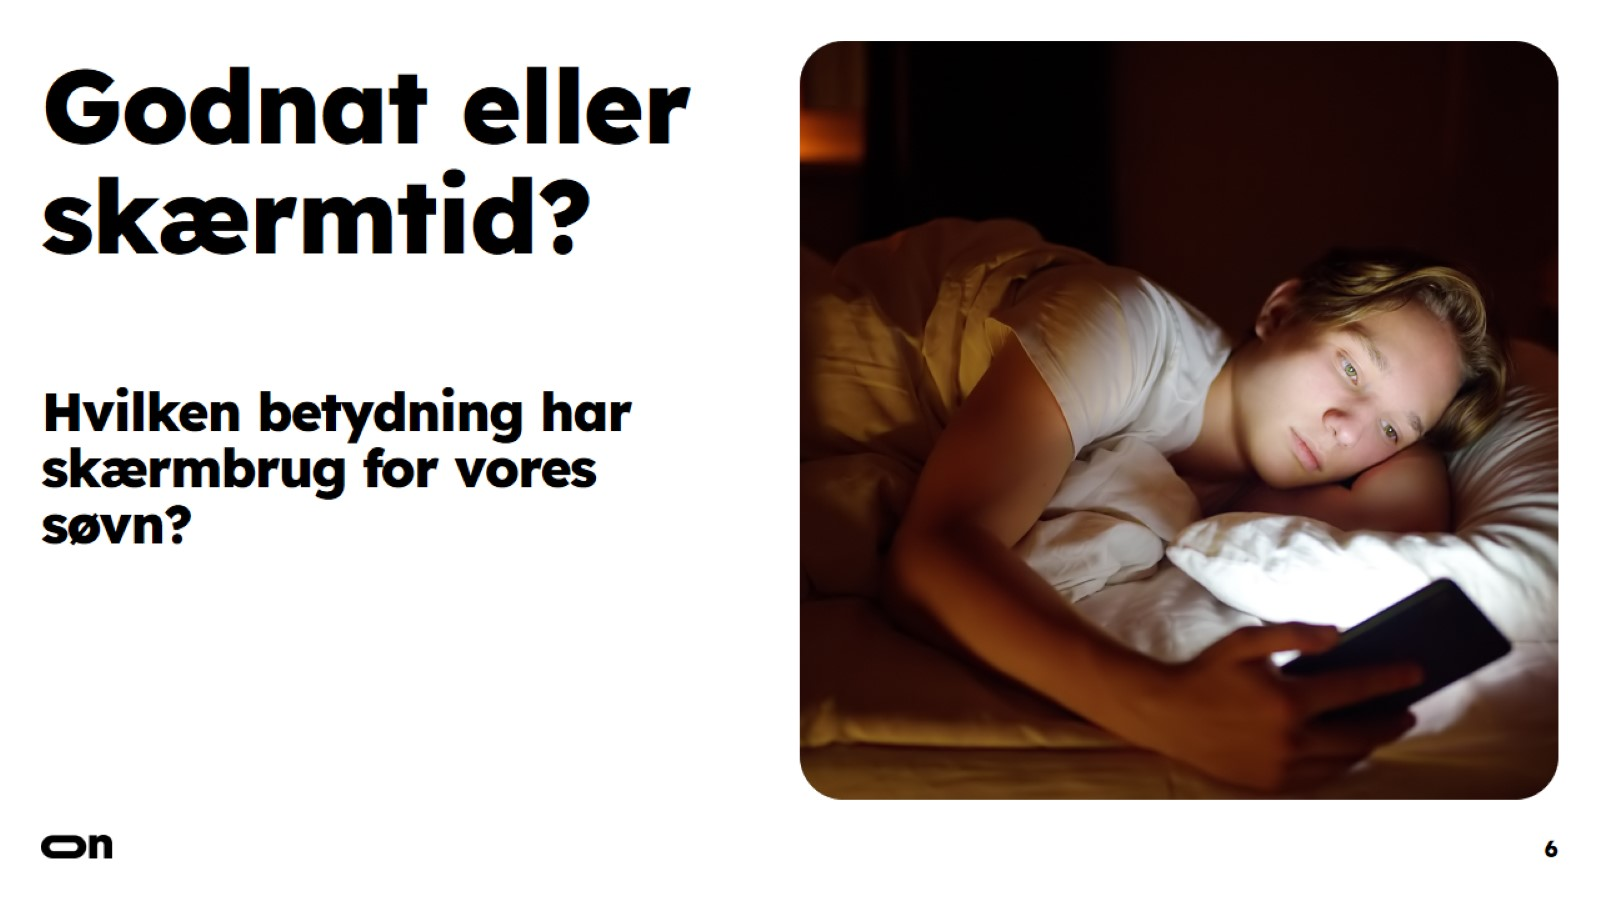 Godnat eller
skærmtid?
Hvilken betydning har
skærmbrug for vores
søvn?
on
6